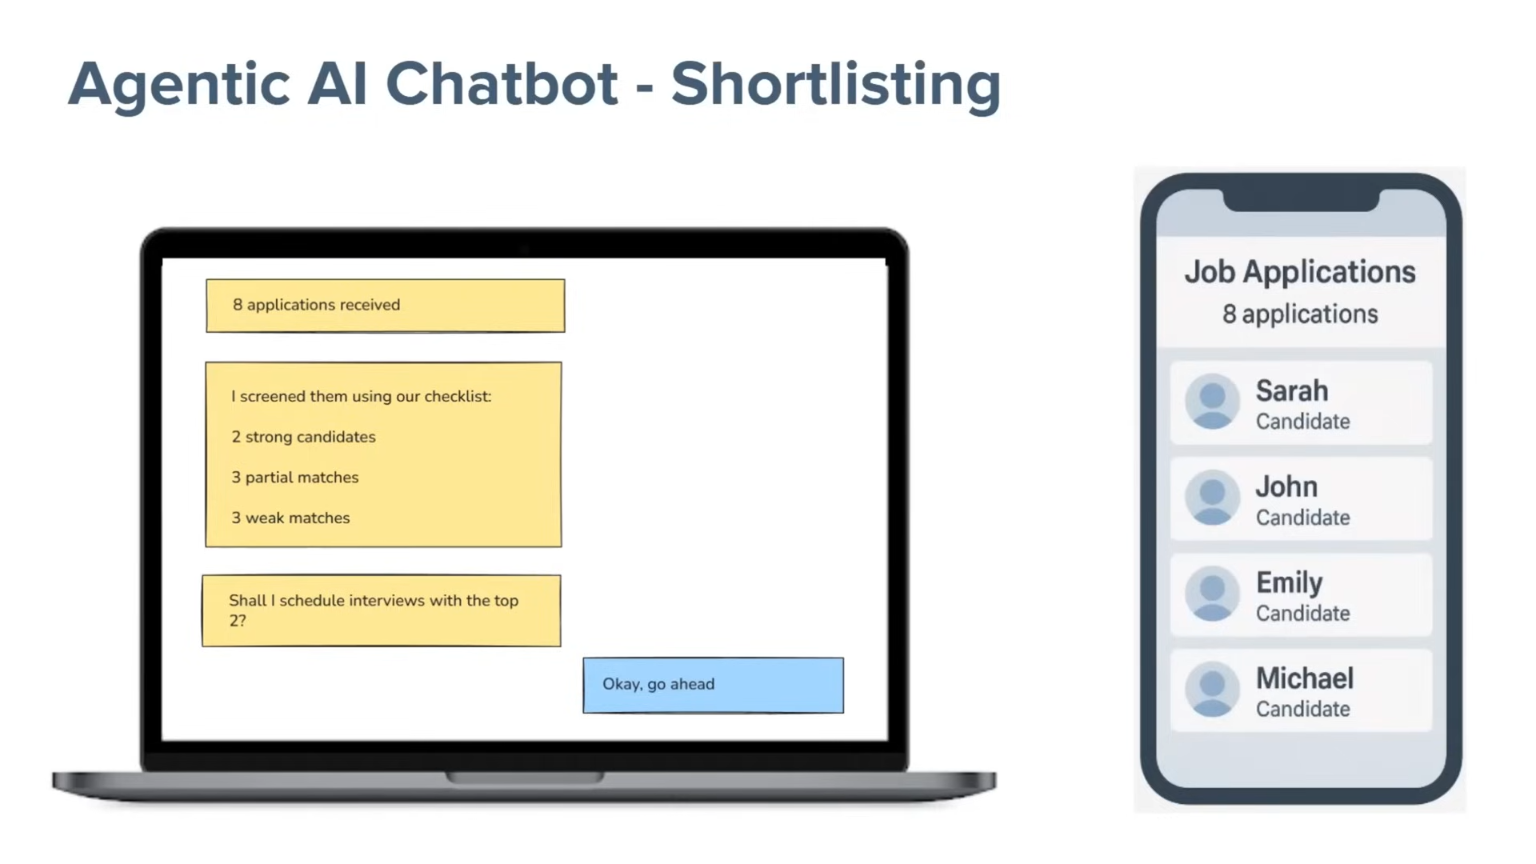 Agentic AI Chatbot - Shortlisting
8 applications received
I screened them using our checklist:
2 strong candidates
3 partial matches
3 weak matches
Shall I schedule interviews with the top
2?
Okay, go ahead
Job Applications
8 applications
Sarah
Candidate
John
Candidate
Emily
Candidate
Michael
Candidate